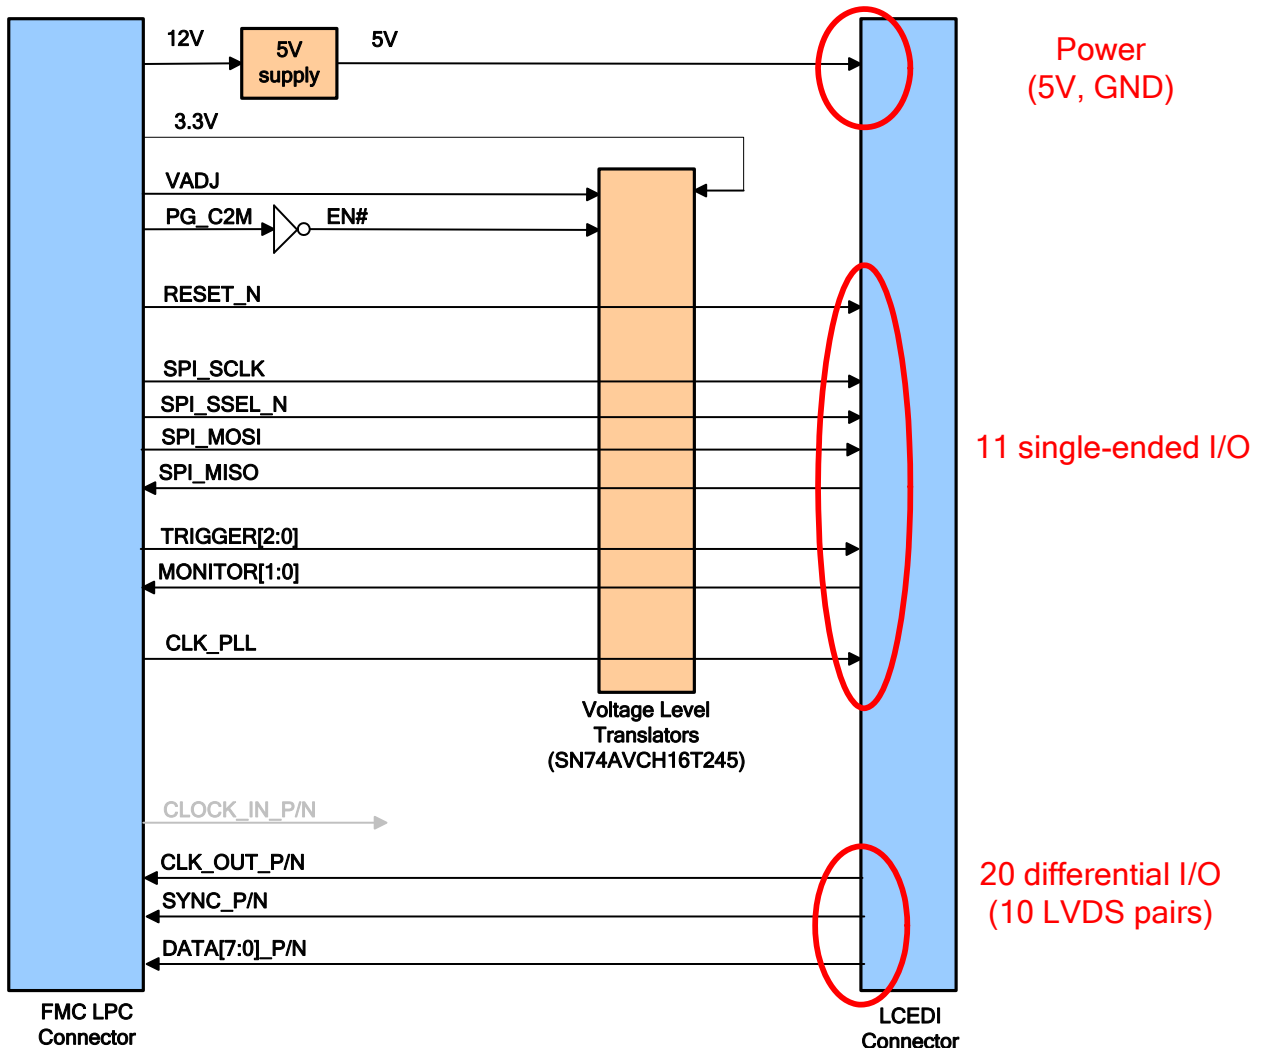 12V
5V
supply
5V
Power
(5V, GND)
3.3V
VADJ
PG_C2M
EN#
RESET_N
SPI_SCLK
SPI_SSEL_N
SPI_MOSI
SPI_MISO
11 single-ended I/O
TRIGGER[2:0]
MONITOR[1:0]
CLK_PLL
Voltage Level
Translators
(SN74AVCH16T245)
CLOCK_IN_P/N
CLK_OUT_P/N
SYNC_P/N
DATA[7:0]_P/N
20 differential I/O
(10 LVDS pairs)
FMC LPC
Connector
LCEDI
Connector